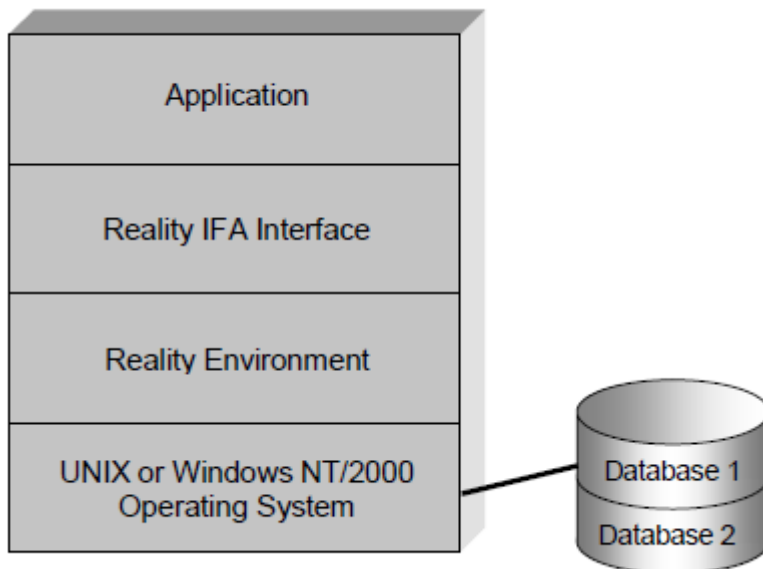 Application
Reality IFA Interface
Reality Environment
UNIX or Windows NT/2000
Operating System
Database 1
Database 2